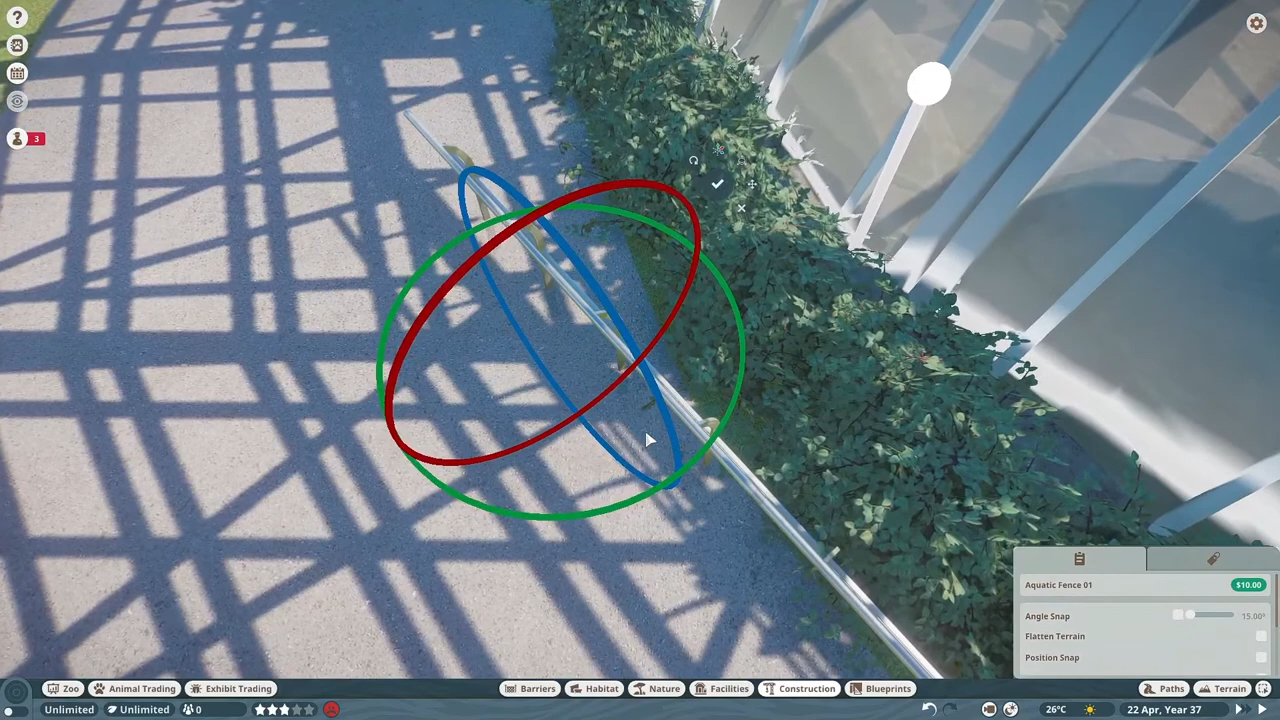 ?
3
Aquatic Fence 01 $10.00
Angle Snap 15.00°
Flatten Terrain
Position Snap
Zoo Animal Trading Exhibit Trading Barriers Habitat Nature Facilities Construction Blueprints Paths Terrain
Unlimited Unlimited 0 26°C 22 Apr, Year 37